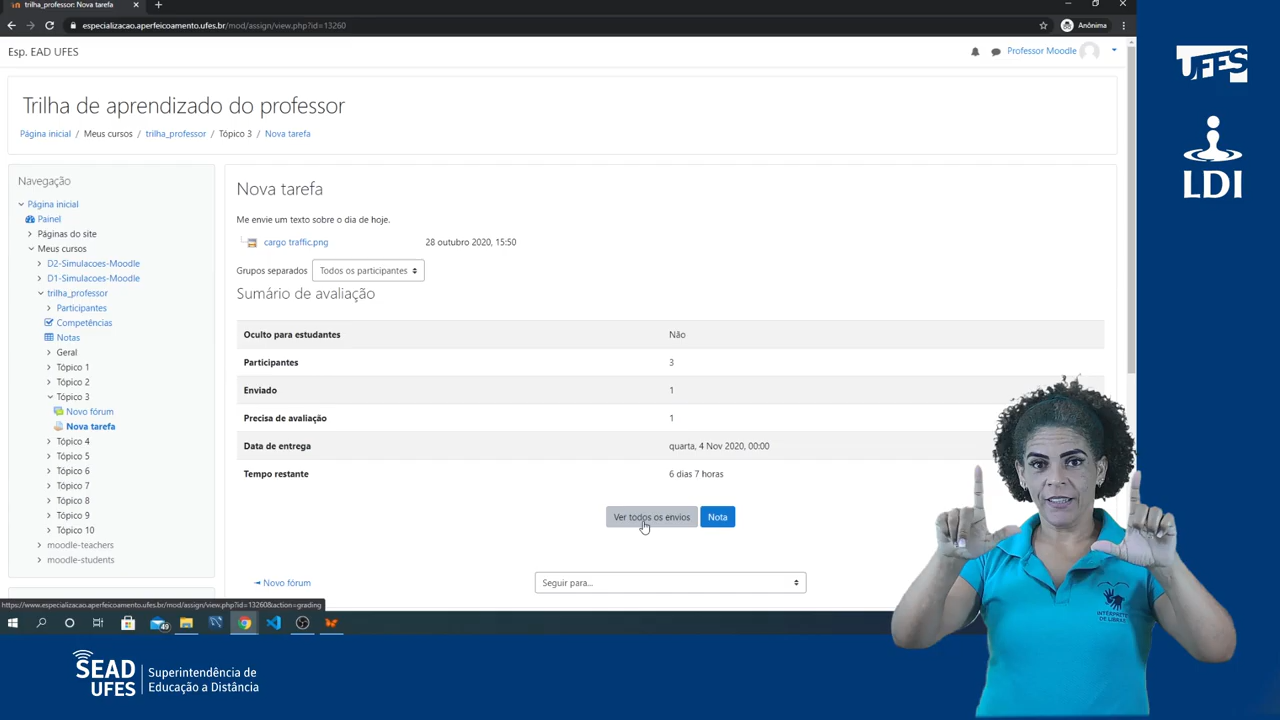 trilha_professor: Nova tarefa
especializacao.aperfeicoamento.ufes.br/mod/assign/view.php?id=13260
Anônima
Esp. EAD UFES
Professor Moodle
Trilha de aprendizado do professor
Página inicial / Meus cursos / trilha_professor / Tópico 3 / Nova tarefa
Navegação
Página inicial
Painel
Páginas do site
Meus cursos
D2-Simulacoes-Moodle
D1-Simulacoes-Moodle
trilha_professor
Participantes
Competências
Notas
Geral
Tópico 1
Tópico 2
Tópico 3
Novo fórum
Nova tarefa
Tópico 4
Tópico 5
Tópico 6
Tópico 7
Tópico 8
Tópico 9
Tópico 10
moodle-teachers
moodle-students
Nova tarefa
Me envie um texto sobre o dia de hoje.
cargo traffic.png 28 outubro 2020, 15:50
Grupos separados Todos os participantes
Sumário de avaliação
Oculto para estudantes Não
Participantes 3
Enviado 1
Precisa de avaliação 1
Data de entrega quarta, 4 Nov 2020, 00:00
Tempo restante 6 dias 7 horas
Ver todos os envios Nota
◄ Novo fórum
Seguir para...
https://www.especializacao.aperfeicoamento.ufes.br/mod/assign/view.php?id=13260&action=grading
49
UFES
LDI
INTÉRPRETE
DE LIBRAS
SEAD
UFES
Superintendência de
Educação a Distância